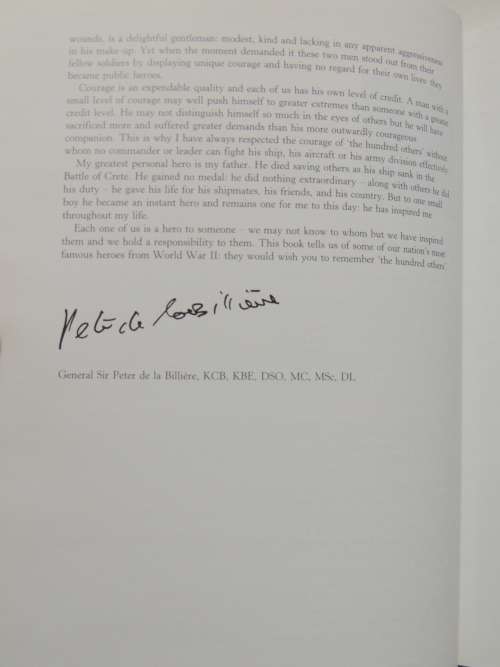 wounds, is a delightful gentleman: modest, kind and lacking in any apparent aggressiveness
in his make-up. Yet when the moment demanded it these two men stood out from their
fellow soldiers by displaying unique courage and having no regard for their own lives: they
became public heroes.
Courage is an expendable quality and each of us has his own level of credit. A man with a
small level of courage may well push himself to greater extremes than someone with a greater
credit level. He may not distinguish himself so much in the eyes of others but he will have
sacrificed more and suffered greater demands than his more outwardly courageous
companion. This is why I have always respected the courage of 'the hundred others' without
whom no commander or leader can fight his ship, his aircraft or his army division effectively.
My greatest personal hero is my father. He died saving others as his ship sank in the
Battle of Crete. He gained no medal: he did nothing extraordinary – along with others he did
his duty – he gave his life for his shipmates, his friends, and his country. But to one small
boy he became an instant hero and remains one for me to this day: he has inspired me
throughout my life.
Each one of us is a hero to someone – we may not know to whom but we have inspired
them and we hold a responsibility to them. This book tells us of some of our nation's most
famous heroes from World War II: they would wish you to remember 'the hundred others'
Peter de la Billière
General Sir Peter de la Billière, KCB, KBE, DSO, MC, MSc, DL